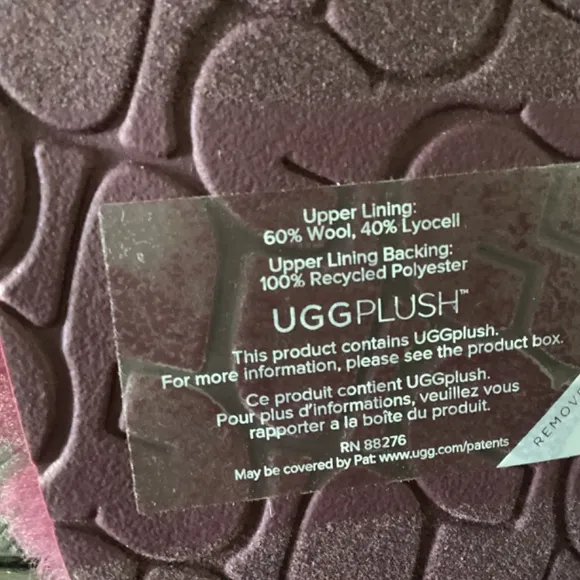 Upper Lining:
60% Wool, 40% Lyocell
Upper Lining Backing:
100% Recycled Polyester
UGGPLUSH™
This product contains UGGplush.
For more information, please see the product box.
Ce produit contient UGGplush.
Pour plus d'informations, veuillez vous
rapporter a la boîte du produit.
RN 88276
May be covered by Pat: www.ugg.com/patents